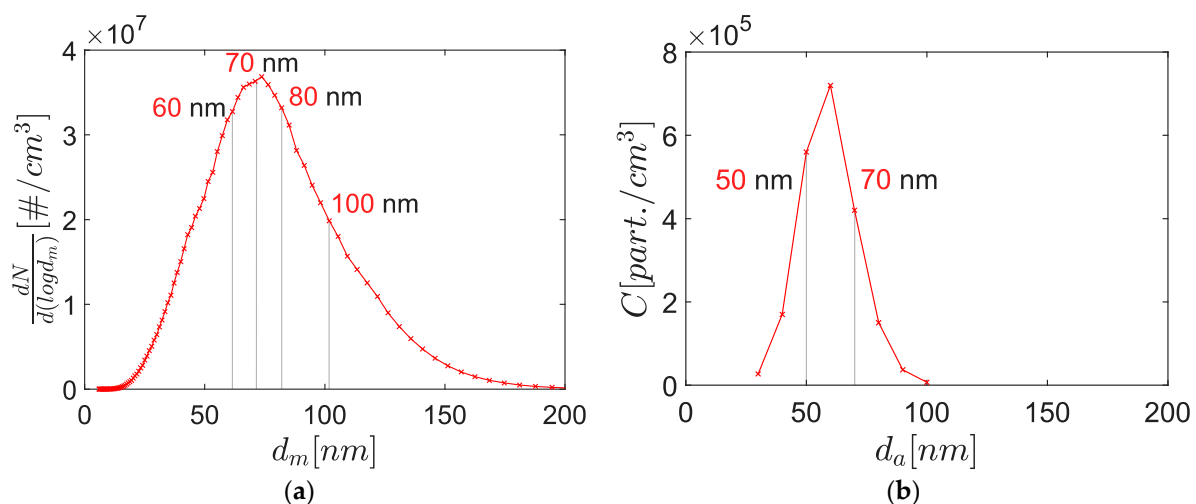 ×10^7
4
3
2
1
0
0 50 100 150 200
dN/d(logd_m) [#/cm^3]
d_m[nm]
60 nm
70 nm
80 nm
100 nm
(a)
×10^5
8
6
4
2
0
0 50 100 150 200
C[part./cm^3]
d_a[nm]
50 nm
70 nm
(b)